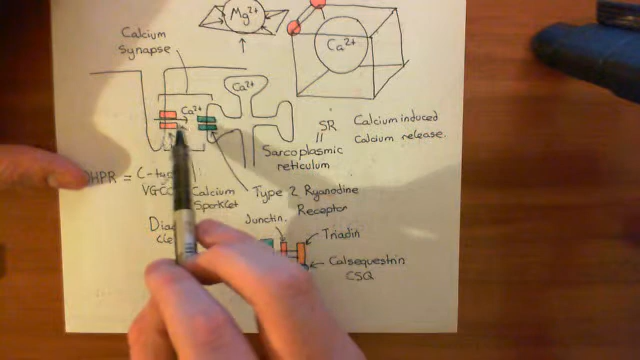 Mg2+
Calcium
Synapse
Ca2+
Ca2+
Ca2+
SR
=
Sarcoplasmic
reticulum
Calcium induced
Calcium release.
DHPR =
VGCC
Calcium
Sparklet
Type 2 Ryanodine
Receptor
Junctin
Triadin
Calsequestrin
CSQ